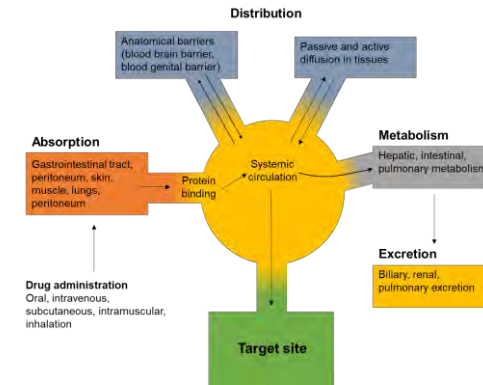 Distribution
Anatomical barriers
(blood brain barrier,
blood genital barrier)
Passive and active
diffusion in tissues
Absorption
Gastrointestinal tract,
peritoneum, skin,
muscle, lungs,
peritoneum
Protein
binding
Systemic
circulation
Metabolism
Hepatic, intestinal,
pulmonary metabolism
Excretion
Biliary, renal,
pulmonary excretion
Drug administration
Oral, intravenous,
subcutaneous, intramuscular,
inhalation
Target site